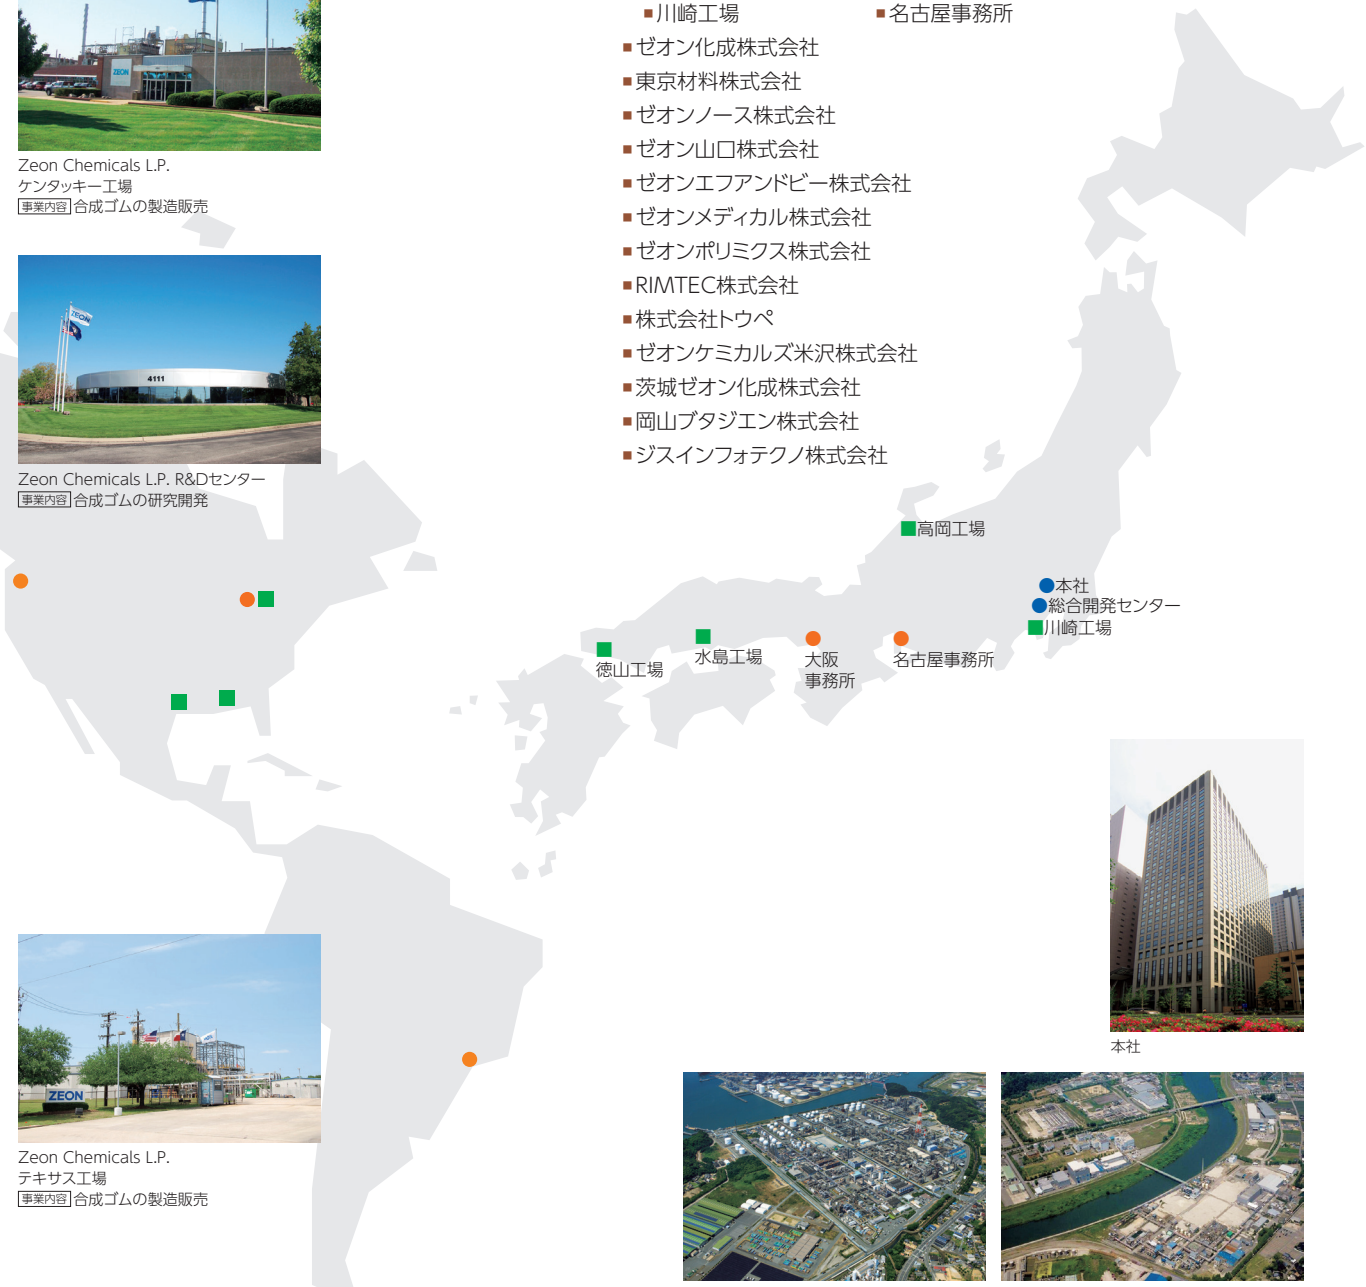 ■川崎工場
■名古屋事務所
■ゼオン化成株式会社
■東京材料株式会社
■ゼオンノース株式会社
■ゼオン山口株式会社
■ゼオンエフアンドビー株式会社
■ゼオンメディカル株式会社
■ゼオンポリミクス株式会社
■RIMTEC株式会社
■株式会社トウペ
■ゼオンケミカルズ米沢株式会社
■茨城ゼオン化成株式会社
■岡山ブタジエン株式会社
■ジスインフォテクノ株式会社
ZEON
Zeon Chemicals L.P.
ケンタッキー工場
事業内容 合成ゴムの製造販売
ZEON
4111
Zeon Chemicals L.P. R&Dセンター
事業内容 合成ゴムの研究開発
高岡工場
本社
総合開発センター
川崎工場
徳山工場
水島工場
大阪
事務所
名古屋事務所
ZEON
Zeon Chemicals L.P.
テキサス工場
事業内容 合成ゴムの製造販売
本社